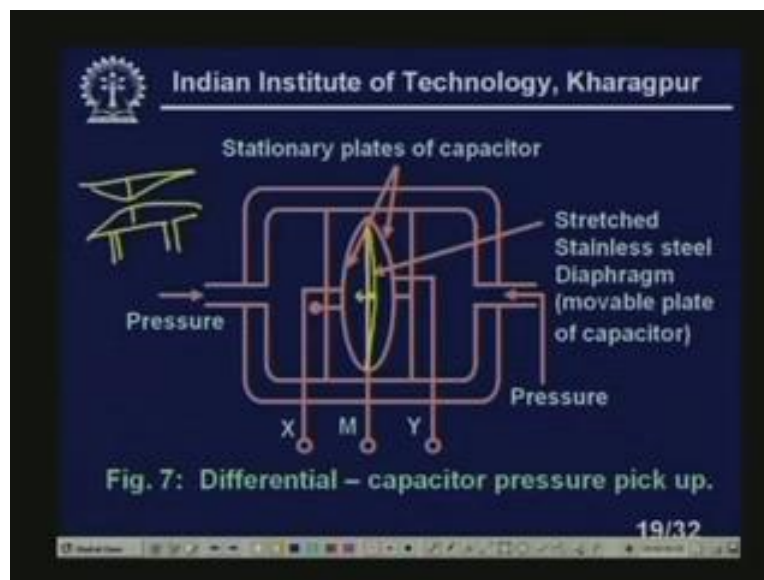 Indian Institute of Technology, Kharagpur
Stationary plates of capacitor
Stretched
Stainless steel
Diaphragm
(movable plate
of capacitor)
Pressure
Pressure
X M Y
Fig. 7: Differential – capacitor pressure pick up.
19/32